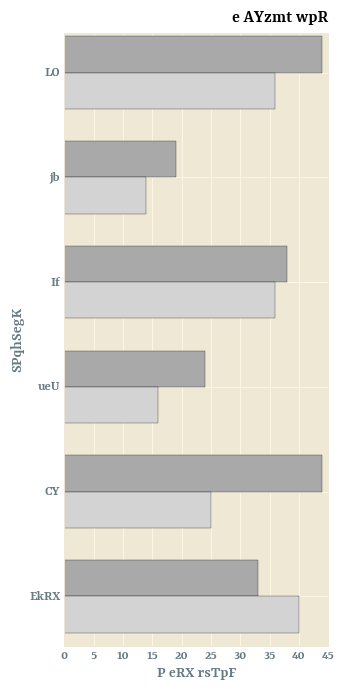 e AYzmt wpR
SPqhSegK
LO
jb
If
ueU
CY
EkRX
0 5 10 15 20 25 30 35 40 45
P eRX rsTpF